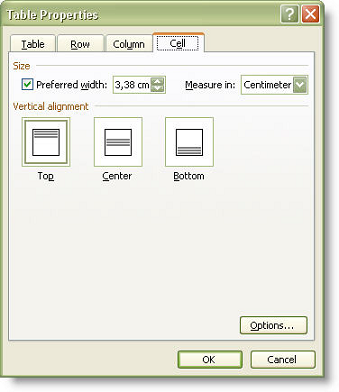 Table Properties
Table Row Column Cell
Size
Preferred width: 3,38 cm Measure in: Centimeter
Vertical alignment
Top Center Bottom
Options...
OK Cancel